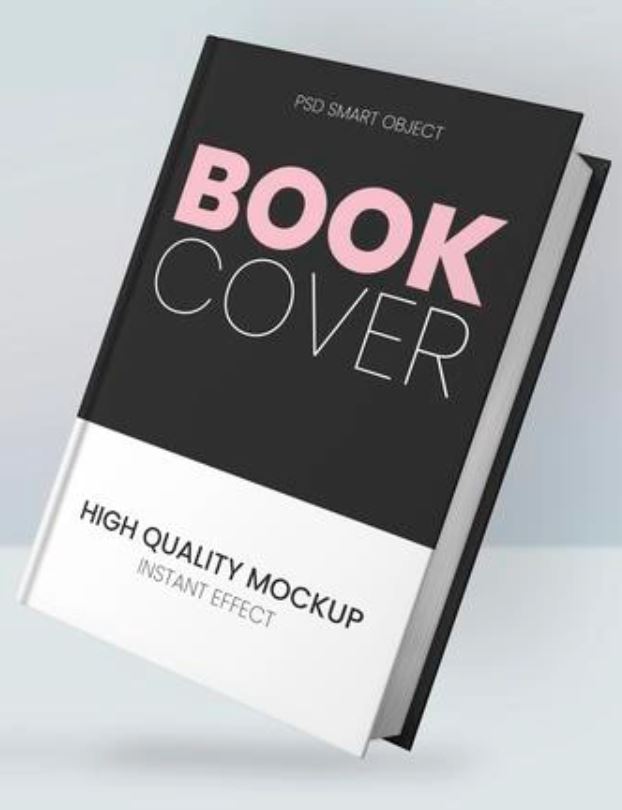 PSD SMART OBJECT
BOOK
COVER
HIGH QUALITY MOCKUP
INSTANT EFFECT